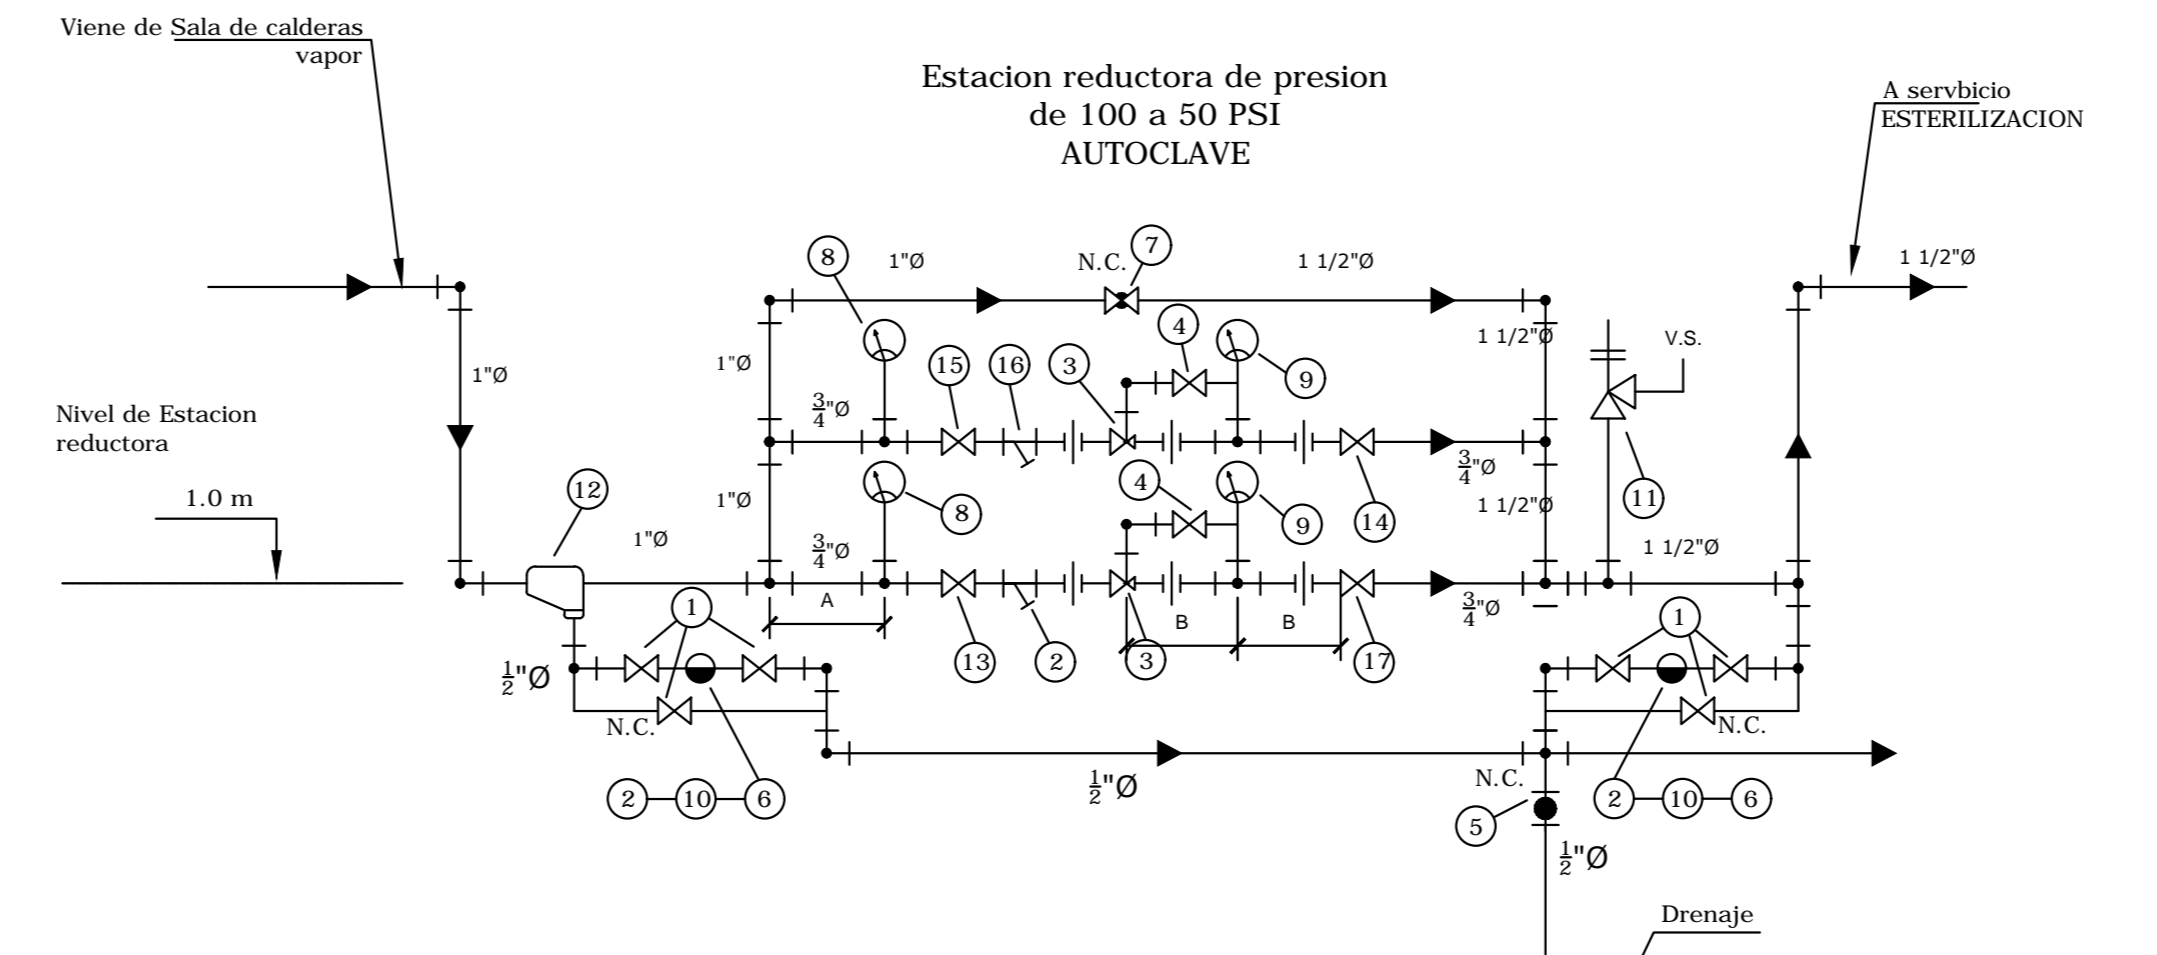 Viene de Sala de calderas
vapor
Estacion reductora de presion
de 100 a 50 PSI
AUTOCLAVE
A servbicio
ESTERILIZACION
1 1/2"Ø
8
1"Ø
N.C.
7
1 1/2"Ø
1"Ø
1"Ø
15
16
3
4
9
1 1/2"Ø
V.S.
3/4"Ø
Nivel de Estacion
reductora
1.0 m
12
1"Ø
1"Ø
8
4
9
14
3/4"Ø
1 1/2"Ø
11
3/4"Ø
1 1/2"Ø
A
B
B
3/4"Ø
1
1
13
2
3
17
1/2"Ø
N.C.
N.C.
2
10
6
1/2"Ø
N.C.
5
2
10
6
1/2"Ø
Drenaje